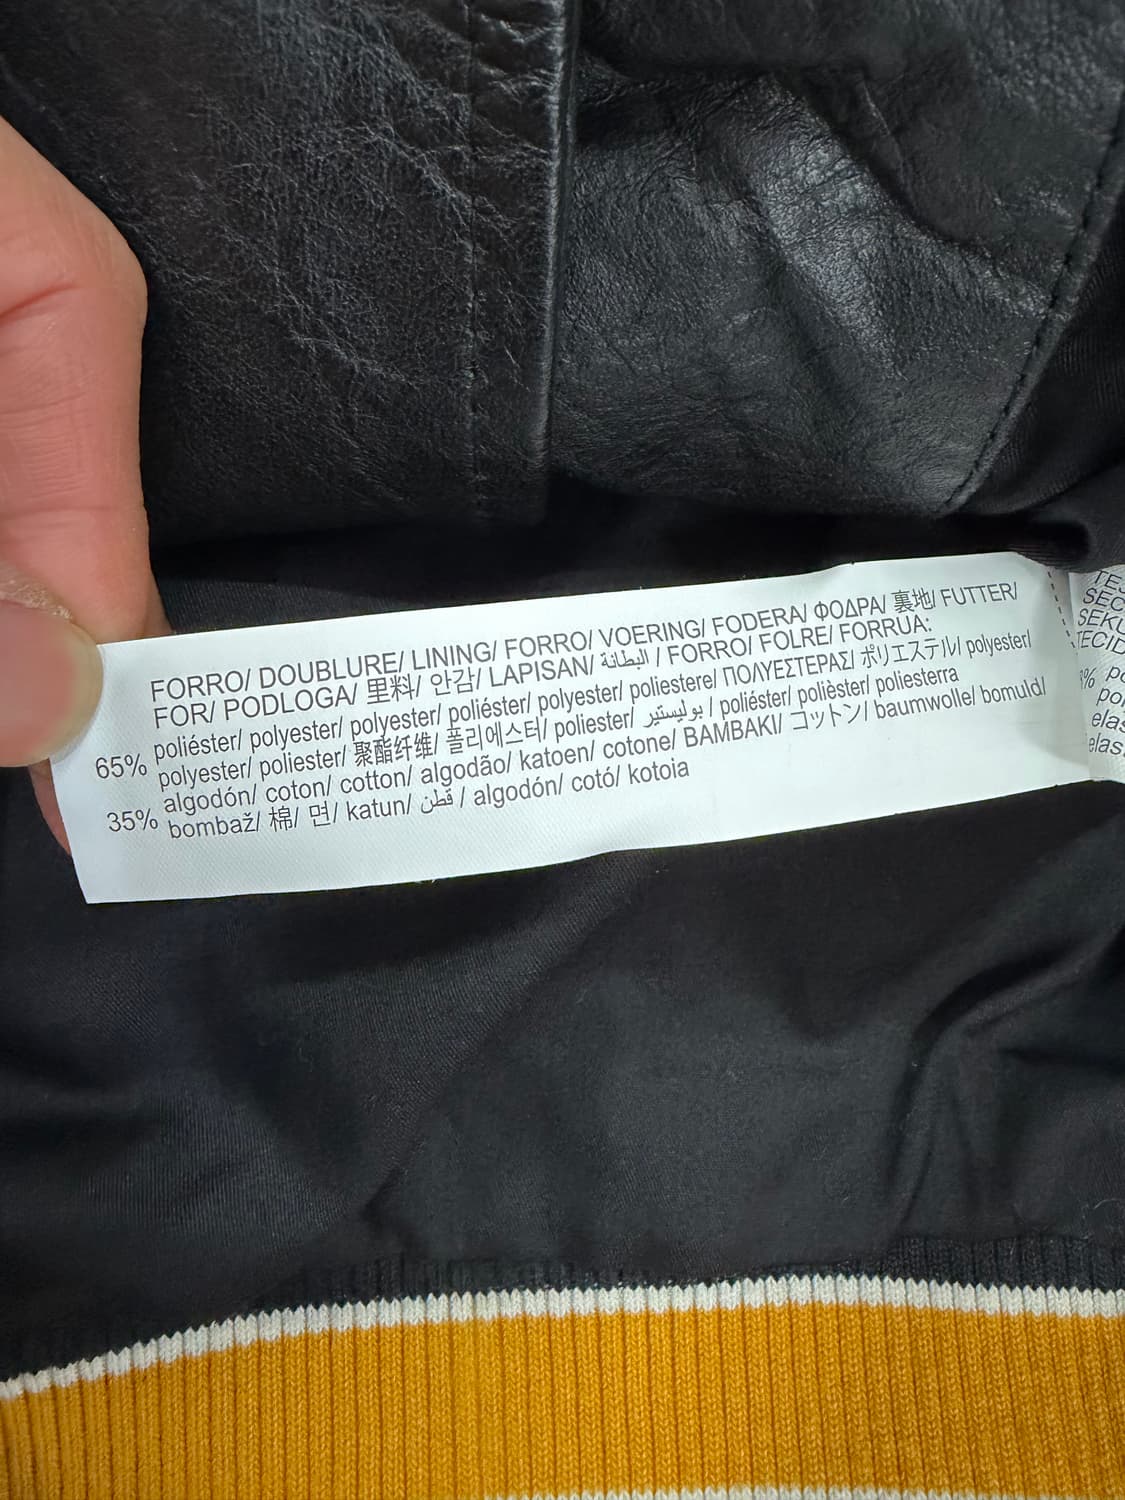 FORRO/ DOUBLURE/ LINING/ FORRO/ VOERING/ FODERA/ ΦΟΔΡΑ/ 裏地/ FUTTER/
FOR/ PODLOGA/ 里料/ 안감/ LAPISAN/ البطانة / FORRO/ FOLRE/ FORRUA:
65% poliéster/ polyester/ polyester/ poliéster/ polyester/ poliestere/ ΠΟΛΥΕΣΤΕΡΑΣ/ ポリエステル/ polyester/
polyester/ poliester/ 聚酯纤维/ 폴리에스터/ poliester/ بوليستير / poliéster/ polièster/ poliesterra
35% algodón/ coton/ cotton/ algodão/ katoen/ cotone/ ΒΑΜΒΑΚΙ/ コットン/ baumwolle/ bomuld/
bombaž/ 棉/ 면/ katun/ قطن / algodón/ cotó/ kotoia